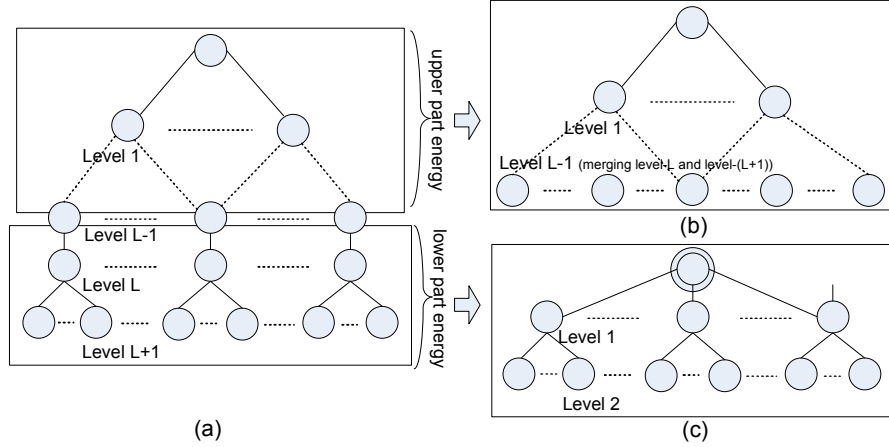 Level 1
Level L-1
Level L
Level L+1
upper part energy
lower part energy
(a)
Level 1
Level L-1 (merging level-L and level-(L+1))
(b)
Level 1
Level 2
(c)